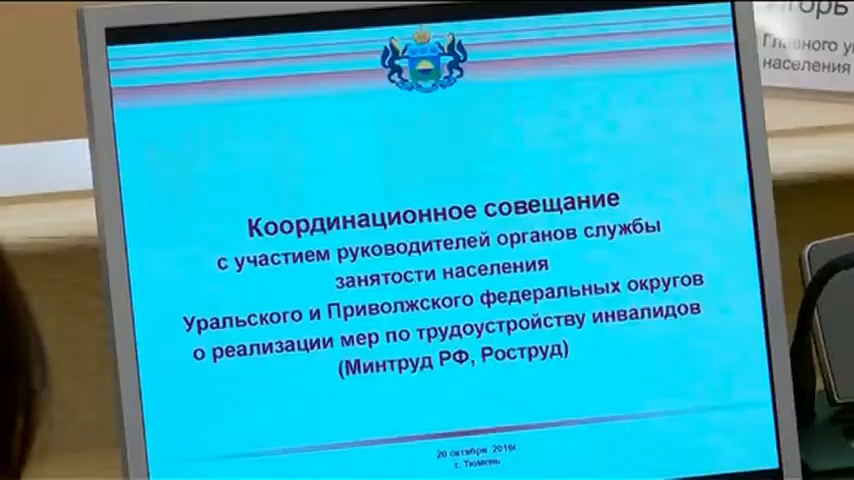 Игорь
Главного
населения
Координационное совещание
с участием руководителей органов службы
занятости населения
Уральского и Приволжского федеральных округов
о реализации мер по трудоустройству инвалидов
(Минтруд РФ, Роструд)
20 октября 2016г.
г. Тюмень